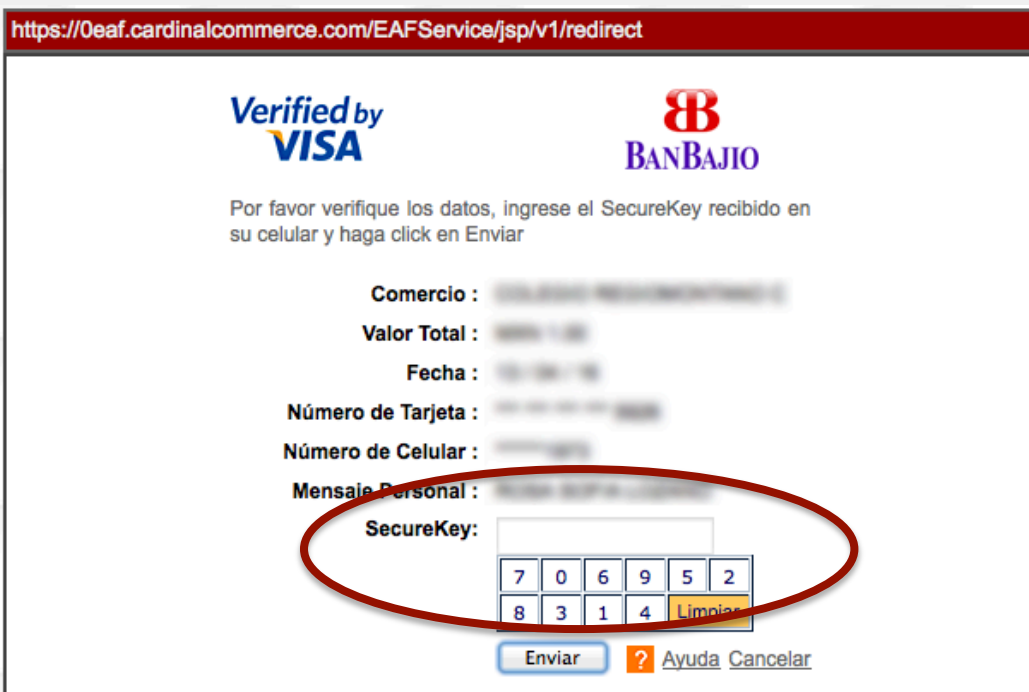 https://0eaf.cardinalcommerce.com/EAFService/jsp/v1/redirect
Verified by
VISA
BANBAJIO
Por favor verifique los datos, ingrese el SecureKey recibido en
su celular y haga click en Enviar
Comercio :
Valor Total :
Fecha :
Número de Tarjeta :
Número de Celular :
Mensaje Personal :
SecureKey:
7 0 6 9 5 2
8 3 1 4 Limpiar
Enviar ? Ayuda Cancelar